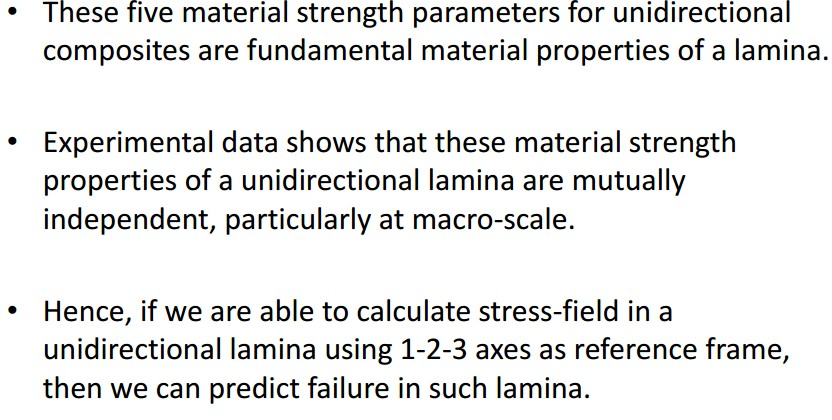 • These five material strength parameters for unidirectional
composites are fundamental material properties of a lamina.
• Experimental data shows that these material strength
properties of a unidirectional lamina are mutually
independent, particularly at macro-scale.
• Hence, if we are able to calculate stress-field in a
unidirectional lamina using 1-2-3 axes as reference frame,
then we can predict failure in such lamina.